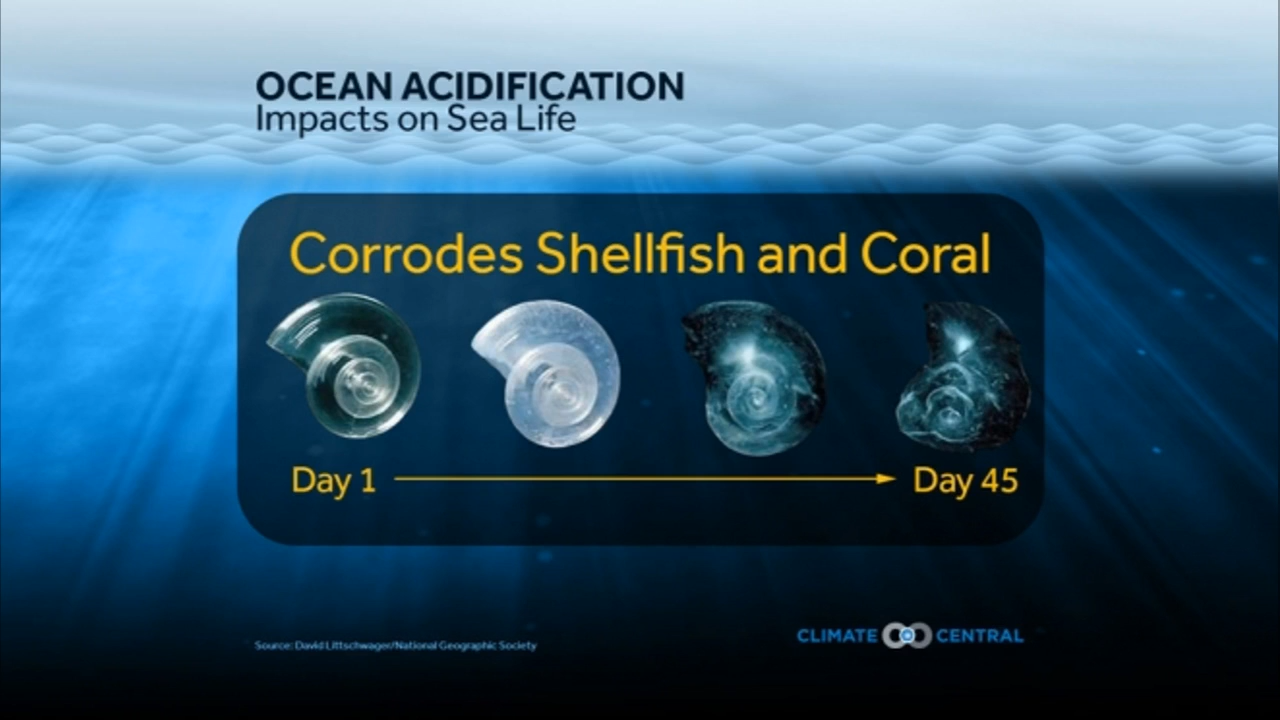 OCEAN ACIDIFICATION
Impacts on Sea Life
Corrodes Shellfish and Coral
Day 1
Day 45
Source: David Littschwager/National Geographic Society
CLIMATE CENTRAL